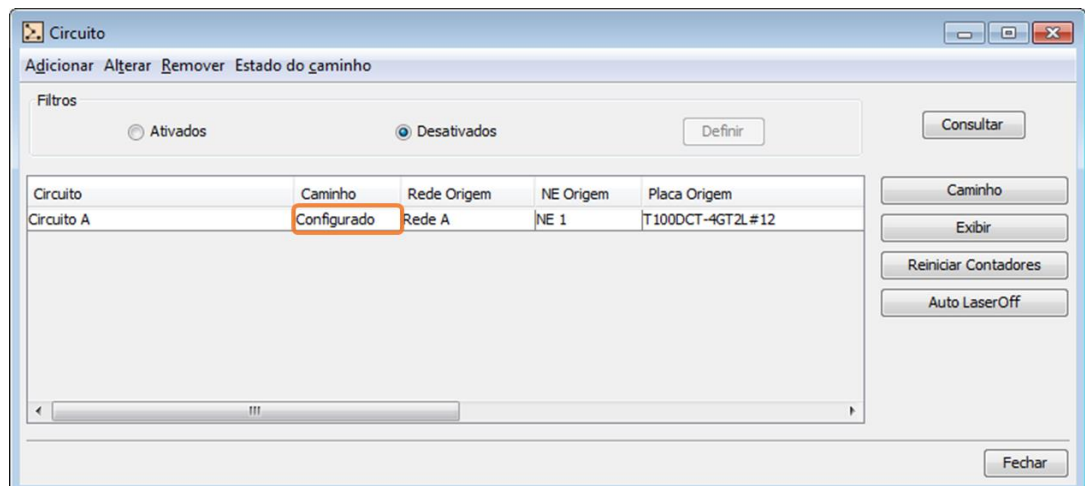 Circuito
Adicionar Alterar Remover Estado do caminho
Filtros
Ativados Desativados Definir Consultar
Circuito Caminho Rede Origem NE Origem Placa Origem
Circuito A Configurado Rede A NE 1 T100DCT-4GT2L#12
Caminho
Exibir
Reiniciar Contadores
Auto LaserOff
Fechar